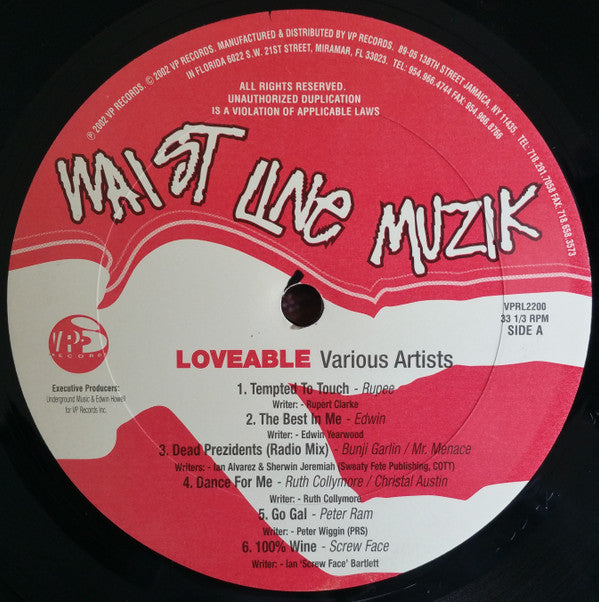 ℗ 2002 VP RECORDS. © 2002 VP RECORDS. MANUFACTURED & DISTRIBUTED BY VP RECORDS. 89-05 138TH STREET JAMAICA, NY 11435. TEL: 718.291.7058 FAX: 718 658.3573
IN FLORIDA 6022 S.W. 21ST STREET, MIRAMAR, FL 33023. TEL: 954 966.4744 FAX: 954 966.8766
ALL RIGHTS RESERVED.
UNAUTHORIZED DUPLICATION
IS A VIOLATION OF APPLICABLE LAWS
WAIST LINE MUZIK
VPRL2200
33 1/3 RPM
SIDE A
VP
RECORDS
Executive Producers:
Underground Music & Edwin Howell
for VP Records Inc.
LOVEABLE Various Artists
1. Tempted To Touch - Rupee
Writer: - Rupert Clarke
2. The Best In Me - Edwin
Writer: - Edwin Yearwood
3. Dead Prezidents (Radio Mix) - Bunji Garlin / Mr. Menace
Writers: - Ian Alvarez & Sherwin Jeremiah (Sweaty Fete Publishing, COTT)
4. Dance For Me - Ruth Collymore / Christal Austin
Writer: - Ruth Collymore
5. Go Gal - Peter Ram
Writer: - Peter Wiggin (PRS)
6. 100% Wine - Screw Face
Writer: - Ian 'Screw Face' Bartlett